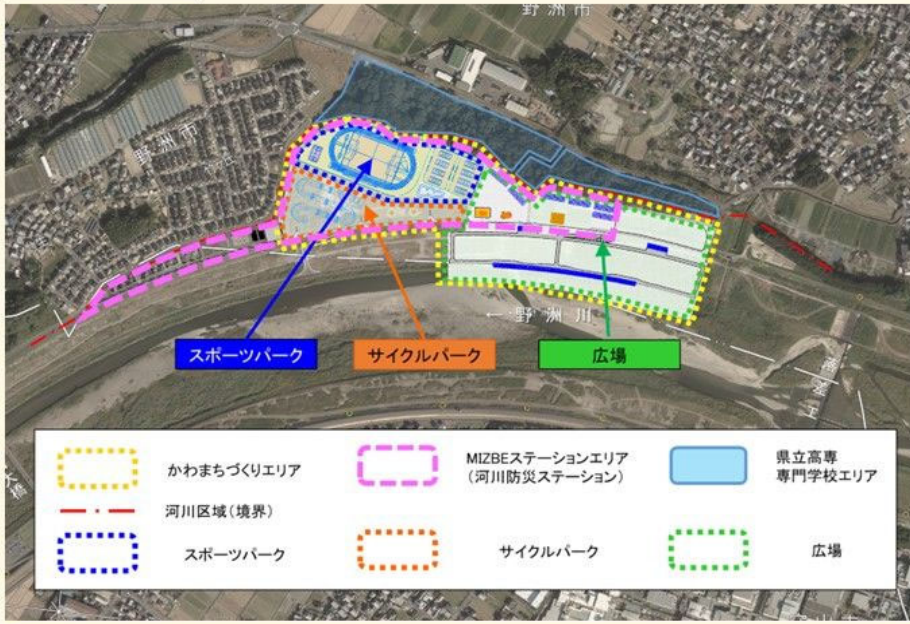 野洲市
野洲市
←野洲川
スポーツパーク
サイクルパーク
広場
かわまちづくりエリア
MIZBEステーションエリア
（河川防災ステーション）
県立高専
専門学校エリア
河川区域(境界)
スポーツパーク
サイクルパーク
広場